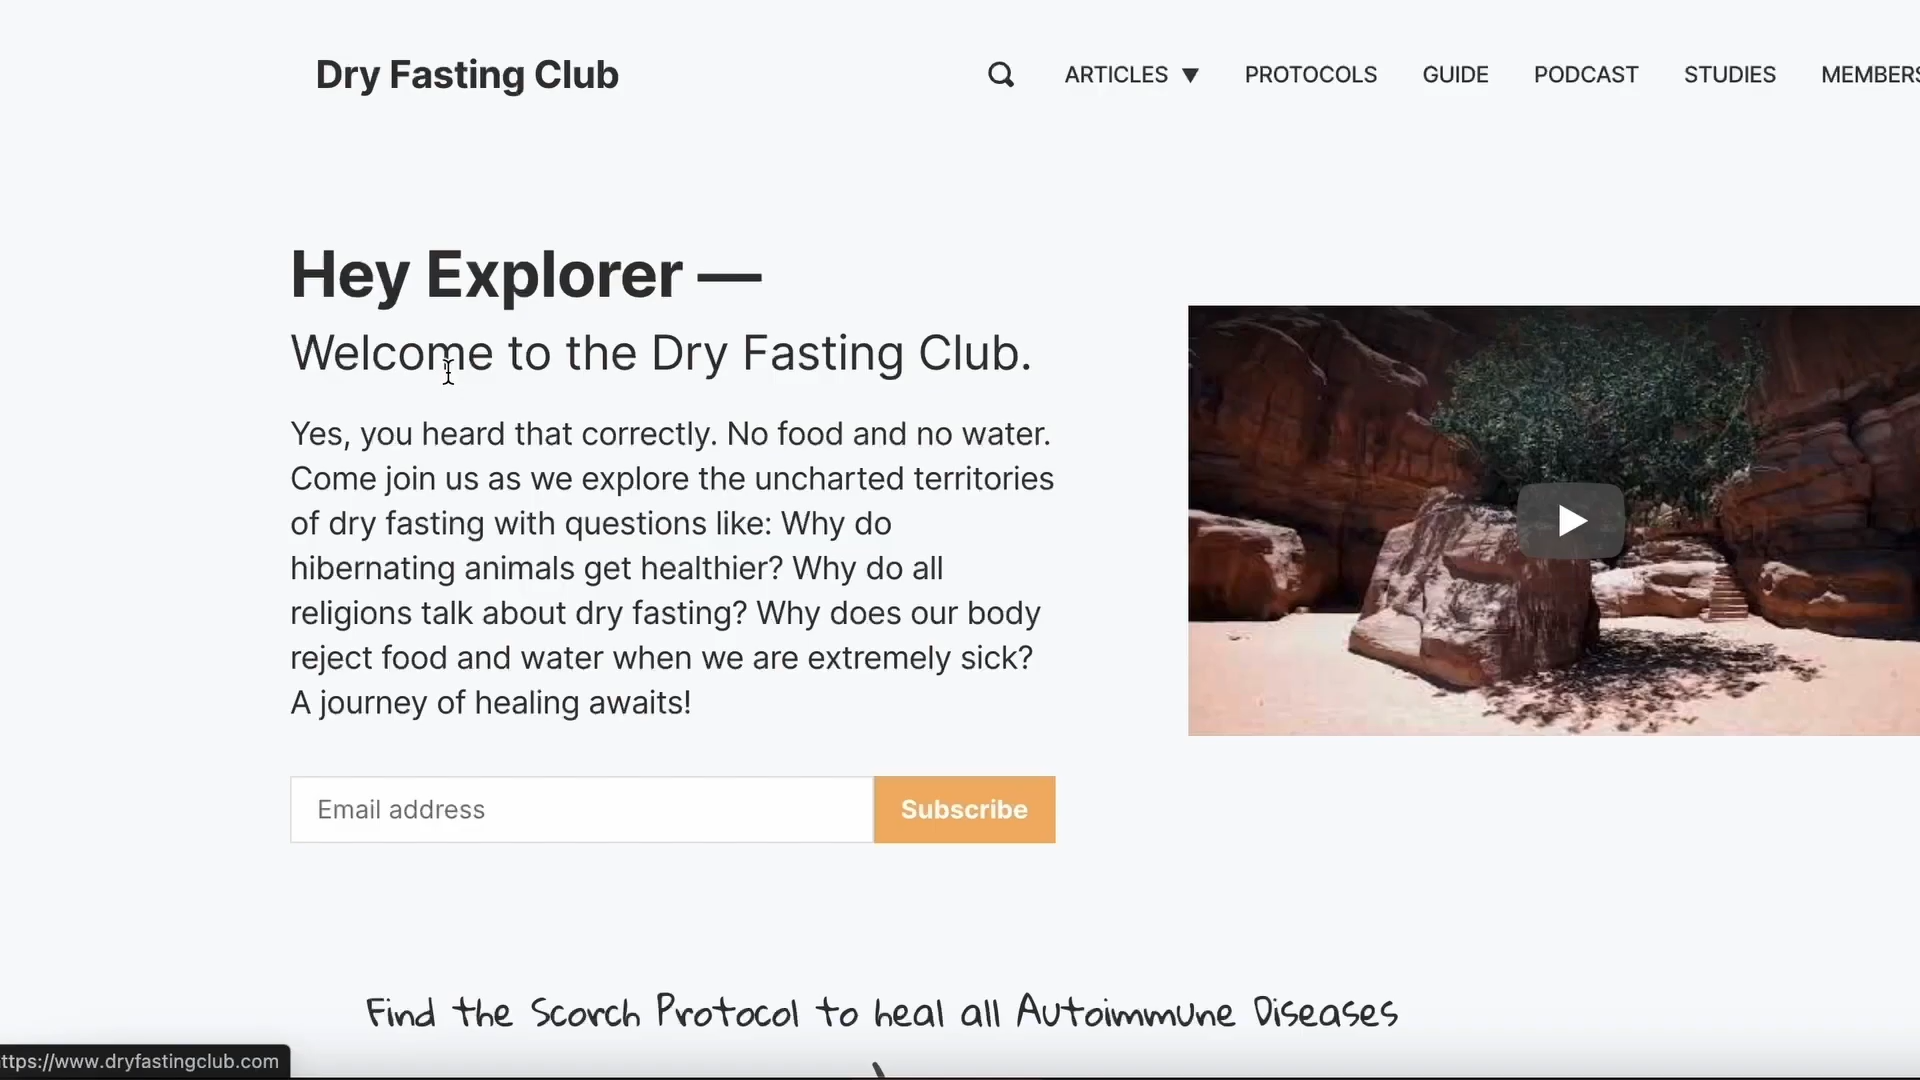 Dry Fasting Club
ARTICLES ▼ PROTOCOLS GUIDE PODCAST STUDIES MEMBERS
Hey Explorer —
Welcome to the Dry Fasting Club.
Yes, you heard that correctly. No food and no water.
Come join us as we explore the uncharted territories
of dry fasting with questions like: Why do
hibernating animals get healthier? Why do all
religions talk about dry fasting? Why does our body
reject food and water when we are extremely sick?
A journey of healing awaits!
Email address
Subscribe
Find the Scorch Protocol to heal all Autoimmune Diseases
ttps://www.dryfastingclub.com